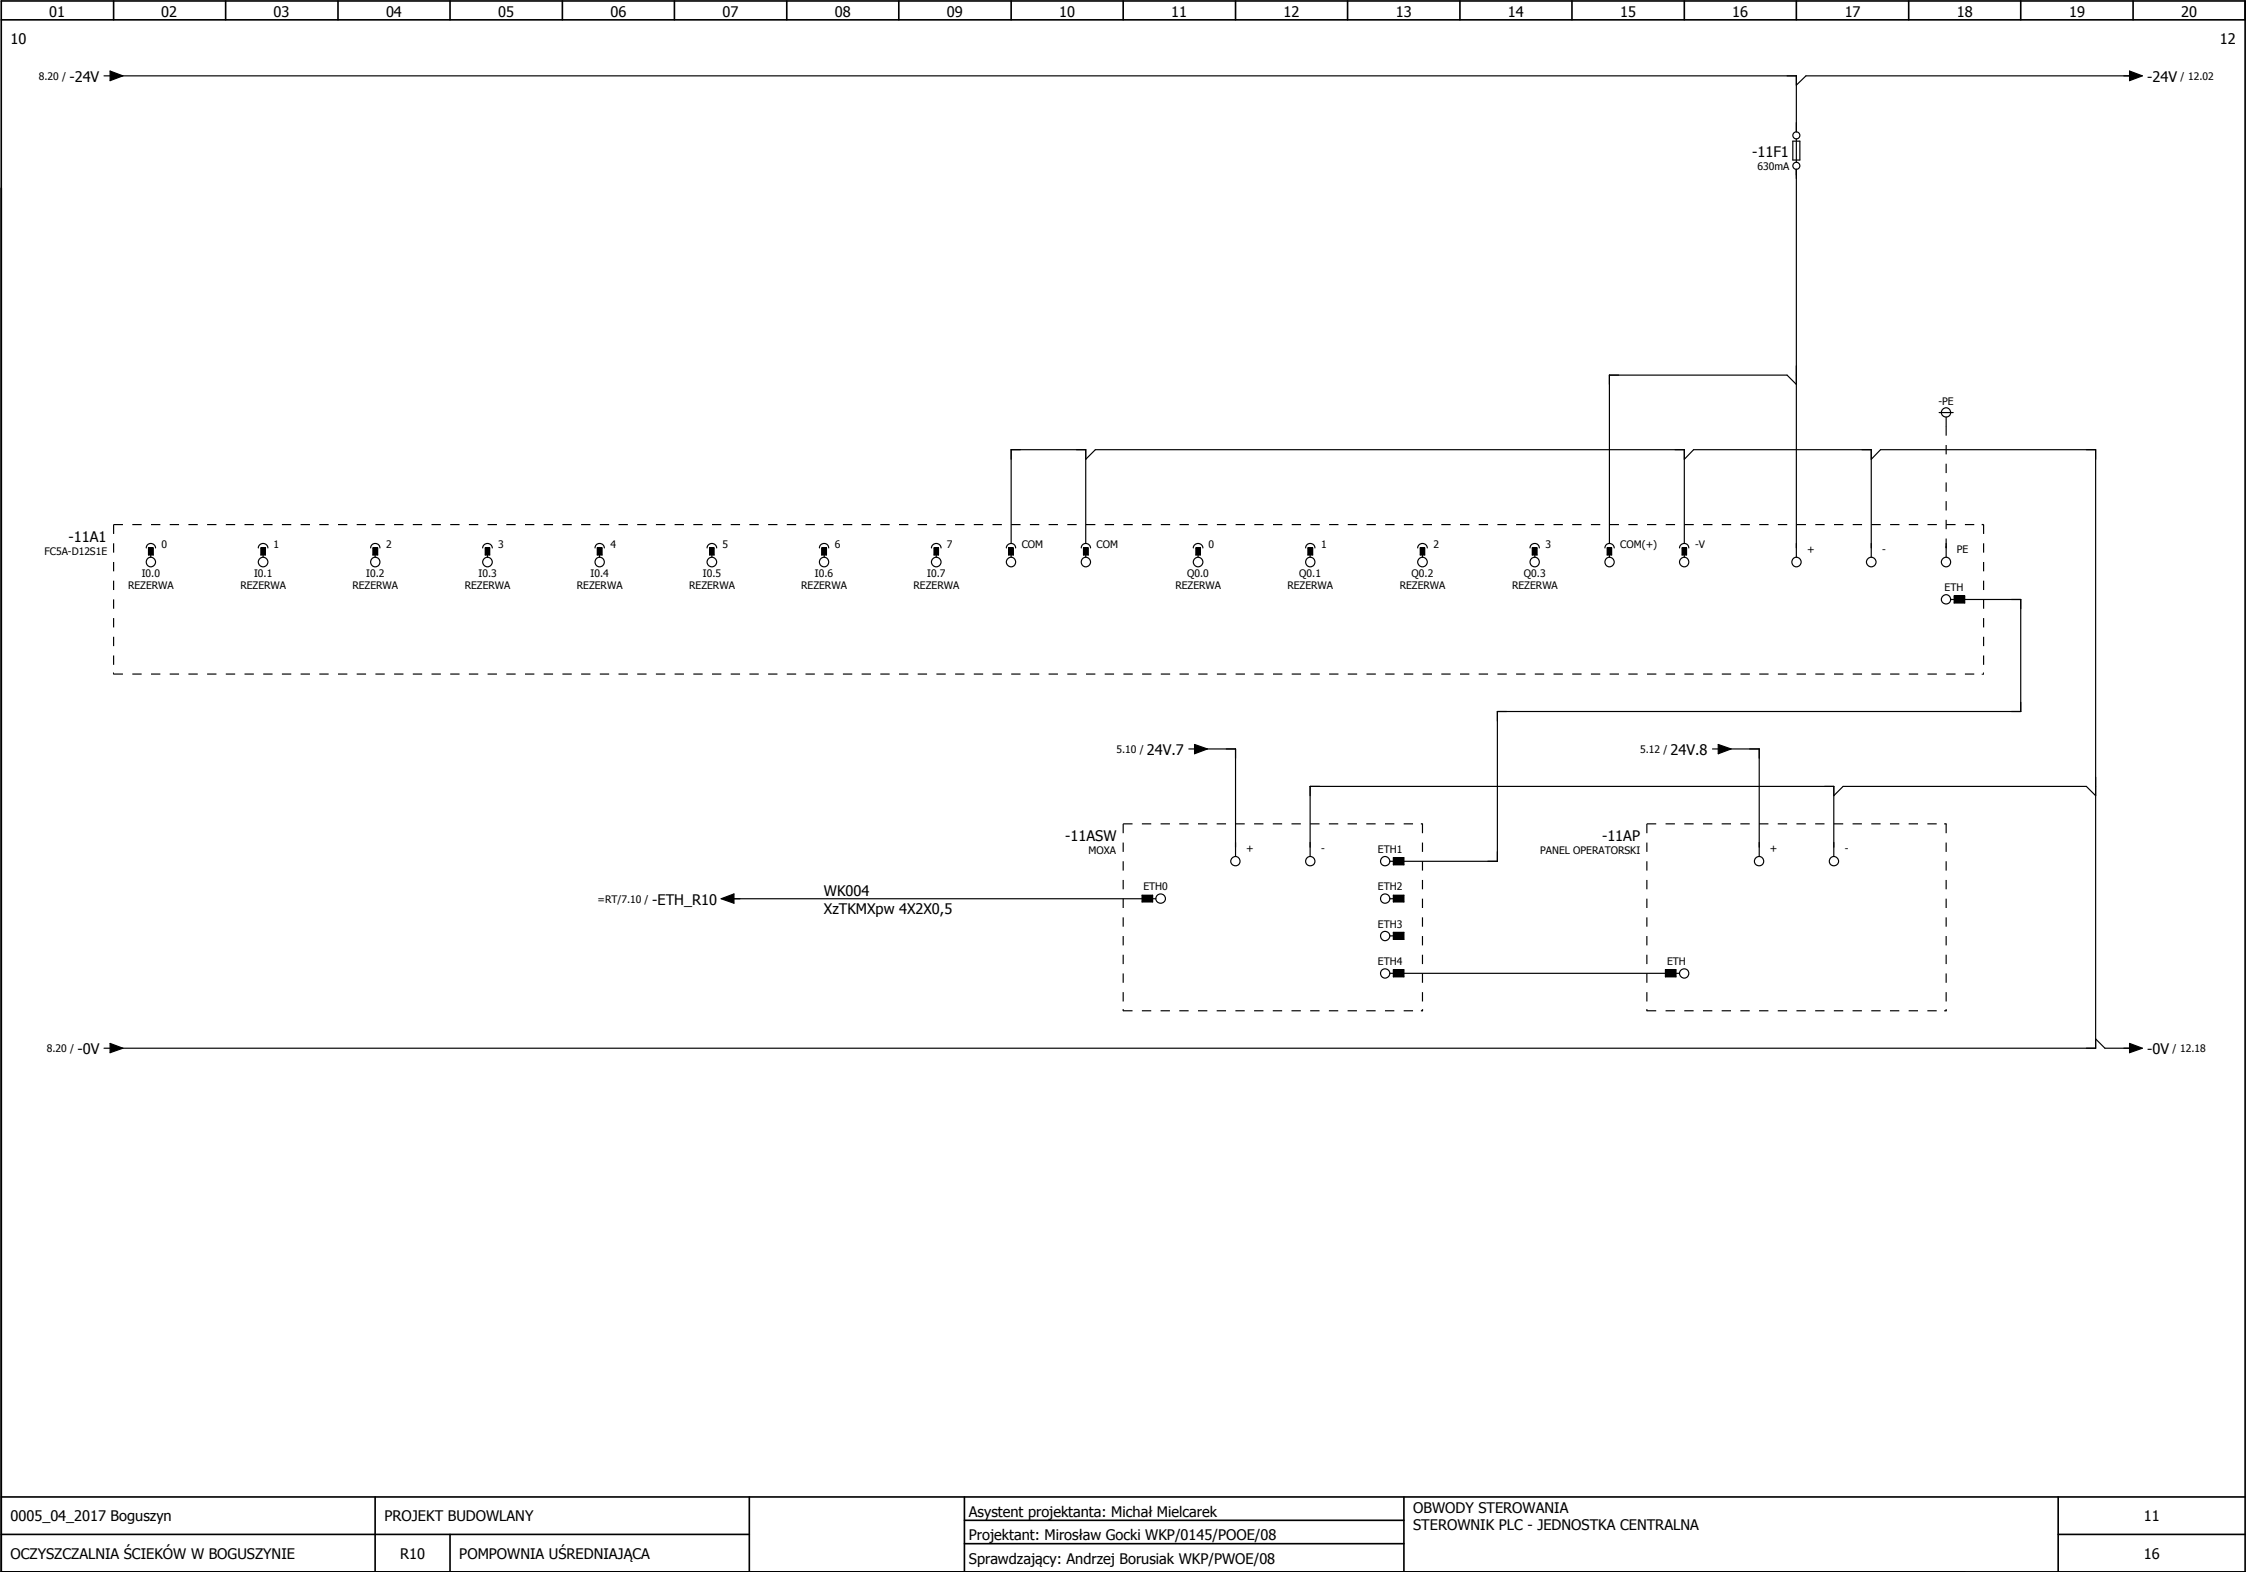 01 02 03 04 05 06 07 08 09 10 11 12 13 14 15 16 17 18 19 20
10 12
8.20 / -24V -24V / 12.02
-11F1
630mA
-PE
-11A1
FC5A-D12S1E
0 1 2 3 4 5 6 7 COM COM 0 1 2 3 COM(+) -V + - PE
I0.0 I0.1 I0.2 I0.3 I0.4 I0.5 I0.6 I0.7 Q0.0 Q0.1 Q0.2 Q0.3
REZERWA REZERWA REZERWA REZERWA REZERWA REZERWA REZERWA REZERWA REZERWA REZERWA REZERWA REZERWA
ETH
5.10 / 24V.7 5.12 / 24V.8
-11ASW
MOXA
+ -
ETH1
ETH0
ETH2
ETH3
ETH4
-11AP
PANEL OPERATORSKI
+ -
ETH
=RT/7.10 / -ETH_R10
WK004
XzTKMXpw 4X2X0,5
8.20 / -0V -0V / 12.18
0005_04_2017 Boguszyn
PROJEKT BUDOWLANY
OCZYSZCZALNIA ŚCIEKÓW W BOGUSZYNIE
R10
POMPOWNIA UŚREDNIAJĄCA
Asystent projektanta: Michał Mielcarek
Projektant: Mirosław Gocki WKP/0145/POOE/08
Sprawdzający: Andrzej Borusiak WKP/PWOE/08
OBWODY STEROWANIA
STEROWNIK PLC - JEDNOSTKA CENTRALNA
11
16